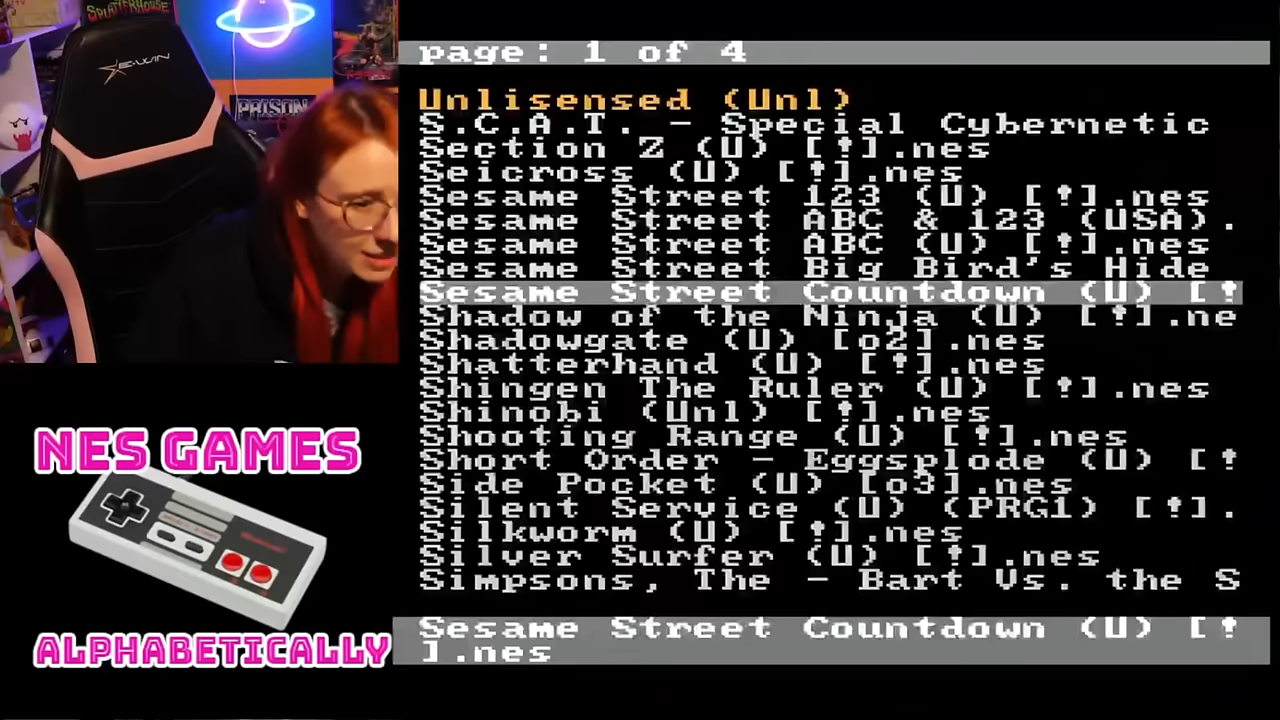 SPLATTERHOUSE
E-WIN
PRISON
page: 1 of 4
Unlisensed (Unl)
S.C.A.T. - Special Cybernetic
Section Z (U) [!].nes
Seicross (U) [!].nes
Sesame Street 123 (U) [!].nes
Sesame Street ABC & 123 (USA).
Sesame Street ABC (U) [!].nes
Sesame Street Big Bird's Hide
Sesame Street Countdown (U) [!
Shadow of the Ninja (U) [!].ne
Shadowgate (U) [o2].nes
Shatterhand (U) [!].nes
Shingen The Ruler (U) [!].nes
Shinobi (Unl) [!].nes
Shooting Range (U) [!].nes
Short Order - Eggsplode (U) [!
Side Pocket (U) [o3].nes
Silent Service (U) (PRG1) [!].
Silkworm (U) [!].nes
Silver Surfer (U) [!].nes
Simpsons, The - Bart Vs. the S
Sesame Street Countdown (U) [!
].nes
NES GAMES
ALPHABETICALLY